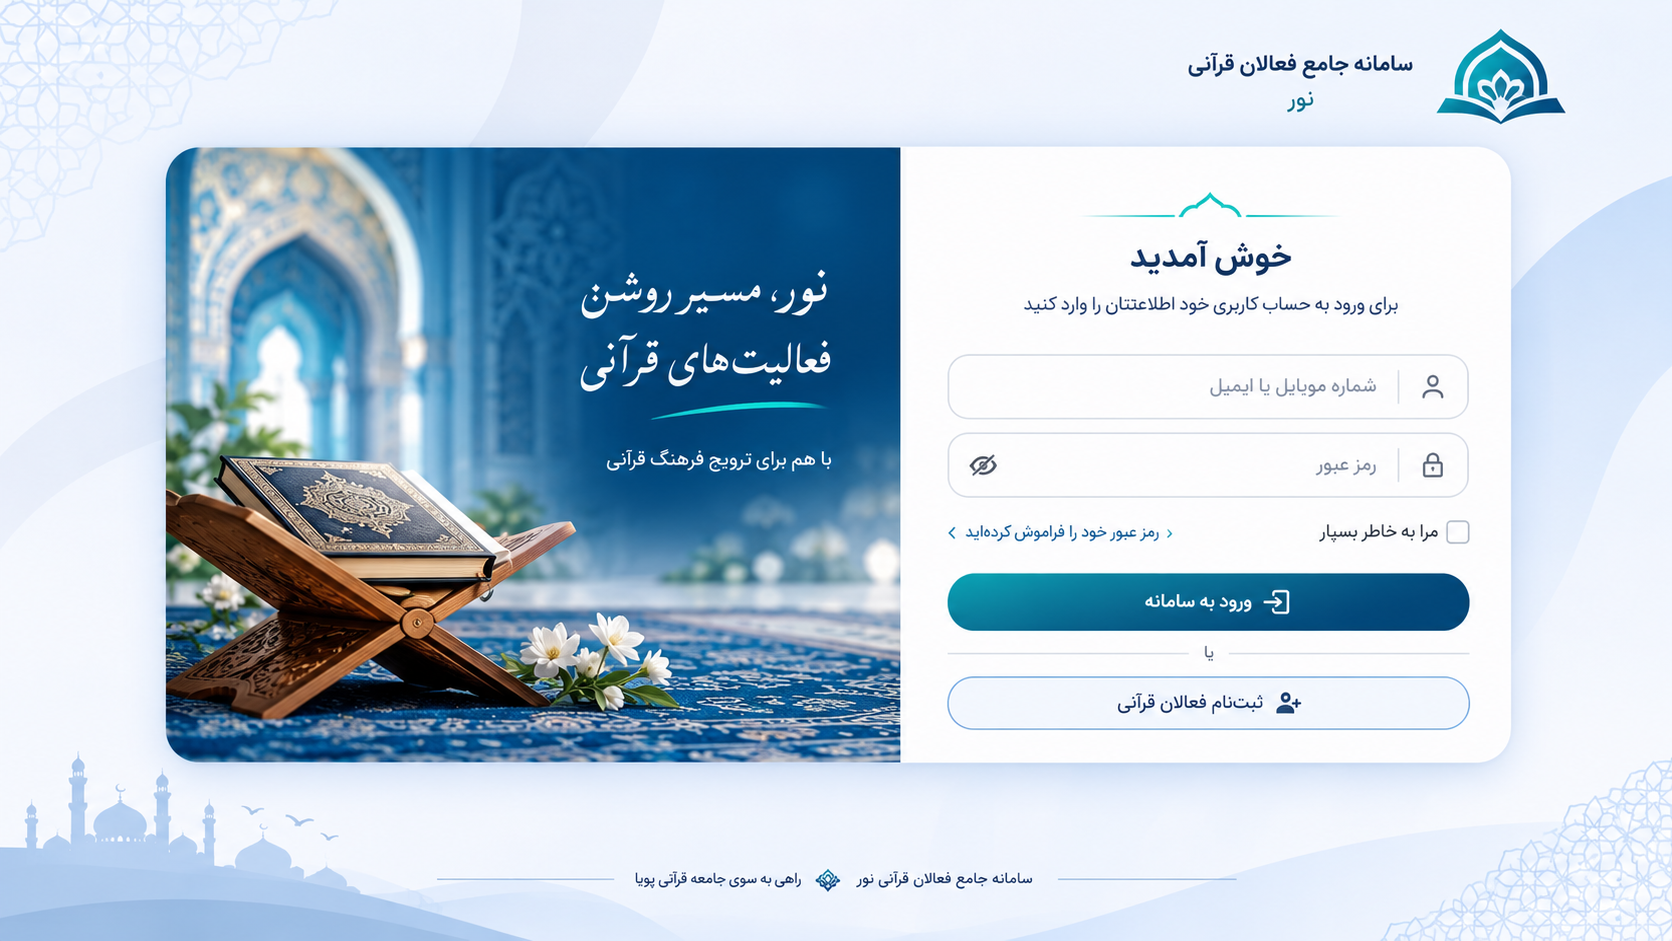 سامانه جامع فعالان قرآنی
نور
نور، مسیر روشن
فعالیت‌های قرآنی
با هم برای ترویج فرهنگ قرآنی
خوش آمدید
برای ورود به حساب کاربری خود اطلاعتتان را وارد کنید
شماره موبایل یا ایمیل
رمز عبور
مرا به خاطر بسپار
رمز عبور خود را فراموش کرده‌اید
ورود به سامانه
یا
ثبت‌نام فعالان قرآنی
سامانه جامع فعالان قرآنی نور
راهی به سوی جامعه قرآنی پویا